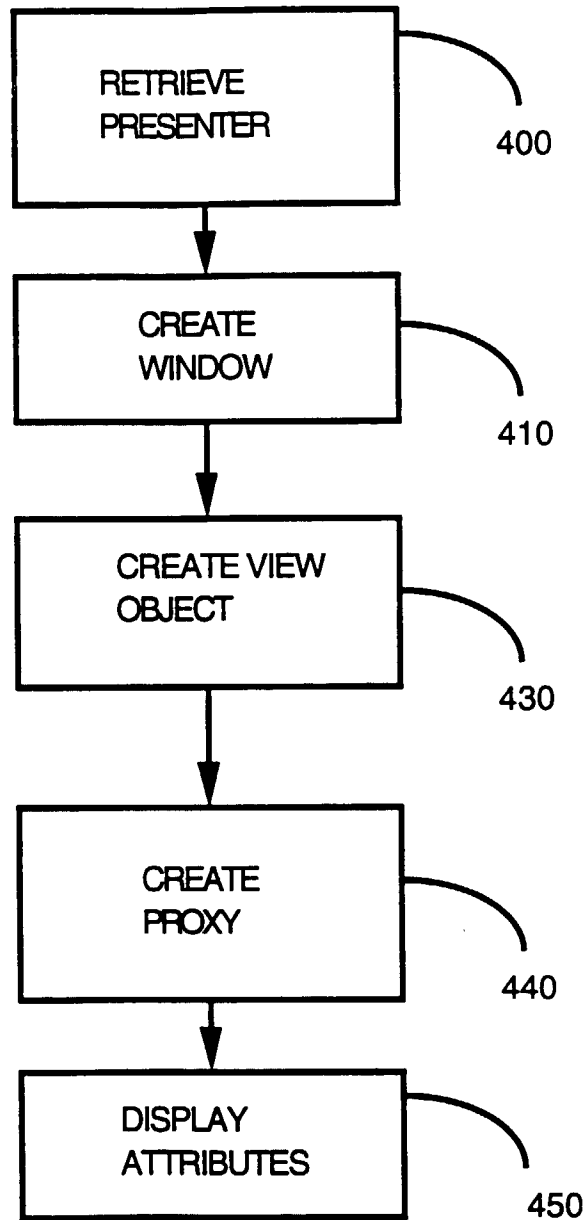 RETRIEVE
PRESENTER
400
CREATE
WINDOW
410
CREATE VIEW
OBJECT
430
CREATE
PROXY
440
DISPLAY
ATTRIBUTES
450